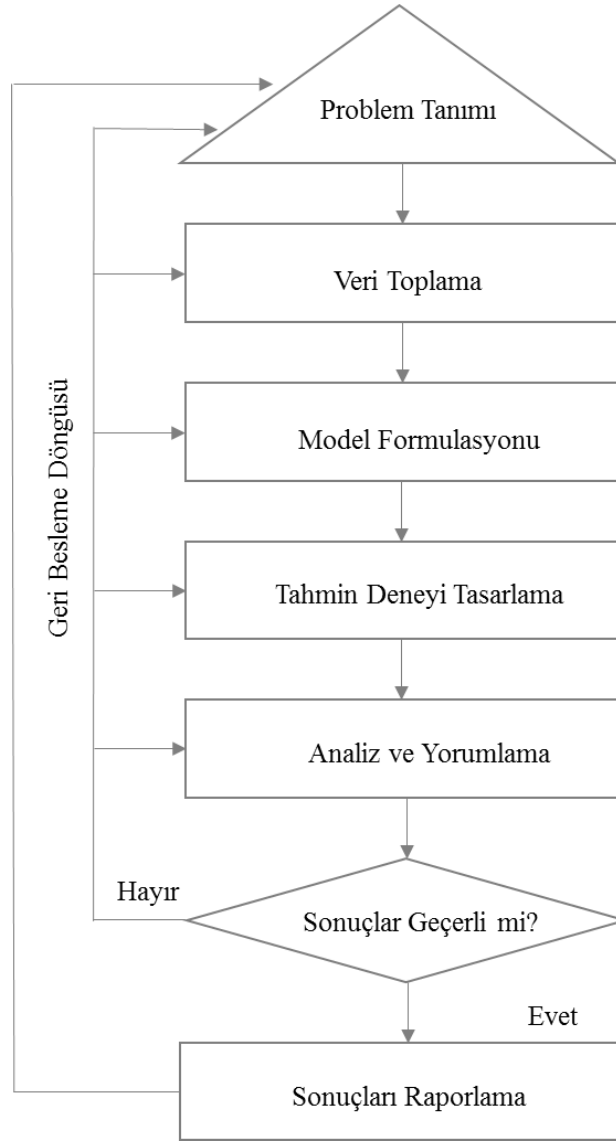 Problem Tanımı
Veri Toplama
Model Formulasyonu
Tahmin Deneyi Tasarlama
Analiz ve Yorumlama
Geri Besleme Döngüsü
Hayır
Sonuçlar Geçerli mi?
Evet
Sonuçları Raporlama